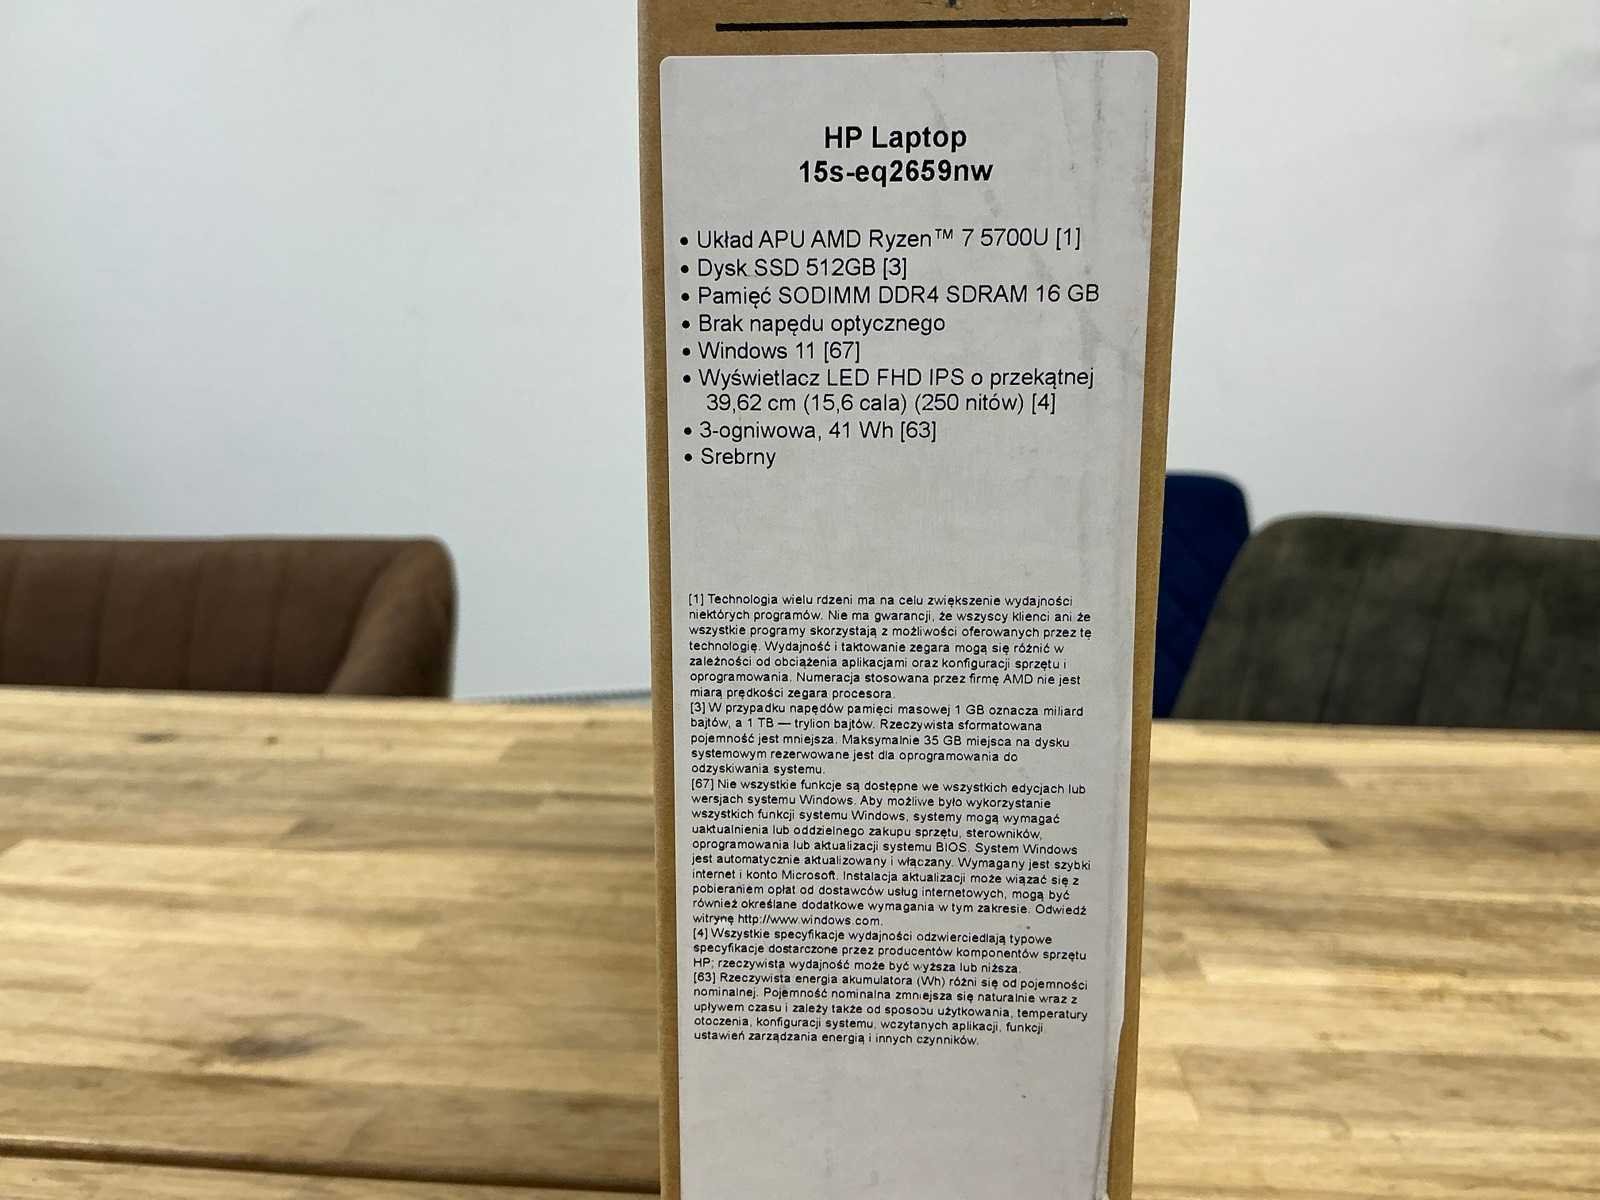 HP Laptop
15s-eq2659nw
• Układ APU AMD Ryzen™ 7 5700U [1]
• Dysk SSD 512GB [3]
• Pamięć SODIMM DDR4 SDRAM 16 GB
• Brak napędu optycznego
• Windows 11 [67]
• Wyświetlacz LED FHD IPS o przekątnej
39,62 cm (15,6 cala) (250 nitów) [4]
• 3-ogniwowa, 41 Wh [63]
• Srebrny
[1] Technologia wielu rdzeni ma na celu zwiększenie wydajności
niektórych programów. Nie ma gwarancji, że wszyscy klienci ani że
wszystkie programy skorzystają z możliwości oferowanych przez tę
technologię. Wydajność i taktowanie zegara mogą się różnić w
zależności od obciążenia aplikacjami oraz konfiguracji sprzętu i
oprogramowania. Numeracja stosowana przez firmę AMD nie jest
miarą prędkości zegara procesora.
[3] W przypadku napędów pamięci masowej 1 GB oznacza miliard
bajtów, a 1 TB — trylion bajtów. Rzeczywista sformatowana
pojemność jest mniejsza. Maksymalnie 35 GB miejsca na dysku
systemowym rezerwowane jest dla oprogramowania do
odzyskiwania systemu.
[67] Nie wszystkie funkcje są dostępne we wszystkich edycjach lub
wersjach systemu Windows. Aby możliwe było wykorzystanie
wszystkich funkcji systemu Windows, systemy mogą wymagać
uaktualnienia lub oddzielnego zakupu sprzętu, sterowników,
oprogramowania lub aktualizacji systemu BIOS. System Windows
jest automatycznie aktualizowany i włączany. Wymagany jest szybki
internet i konto Microsoft. Instalacja aktualizacji może wiązać się z
pobieraniem opłat od dostawców usług internetowych, mogą być
również określane dodatkowe wymagania w tym zakresie. Odwiedź
witrynę http://www.windows.com.
[4] Wszystkie specyfikacje wydajności odzwierciedlają typowe
specyfikacje dostarczone przez producentów komponentów sprzętu
HP; rzeczywista wydajność może być wyższa lub niższa.
[63] Rzeczywista energia akumulatora (Wh) różni się od pojemności
nominalnej. Pojemność nominalna zmniejsza się naturalnie wraz z
upływem czasu i zależy także od sposobu użytkowania, temperatury
otoczenia, konfiguracji systemu, wczytanych aplikacji, funkcji,
ustawień zarządzania energią i innych czynników.